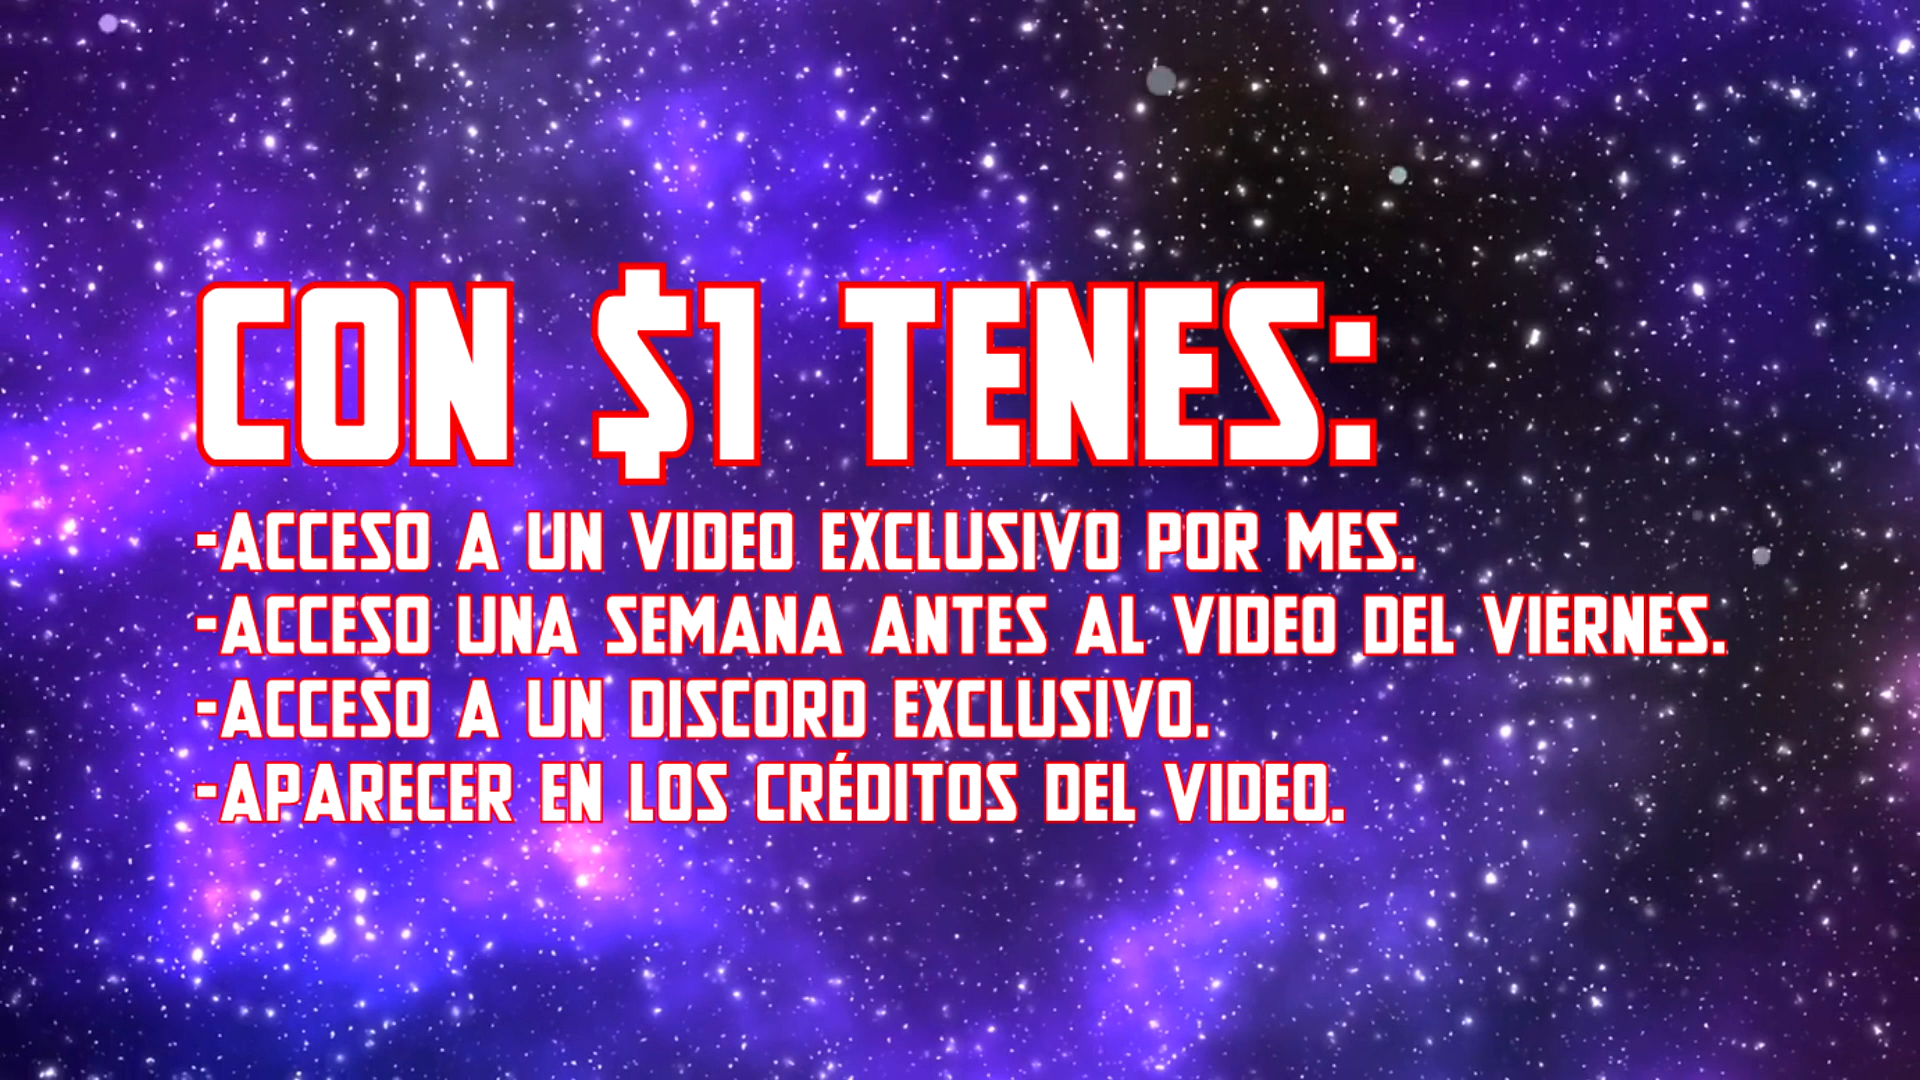 CON $1 TENES:
-ACCESO A UN VIDEO EXCLUSIVO POR MES.
-ACCESO UNA SEMANA ANTES AL VIDEO DEL VIERNES.
-ACCESO A UN DISCORD EXCLUSIVO.
-APARECER EN LOS CRÉDITOS DEL VIDEO.